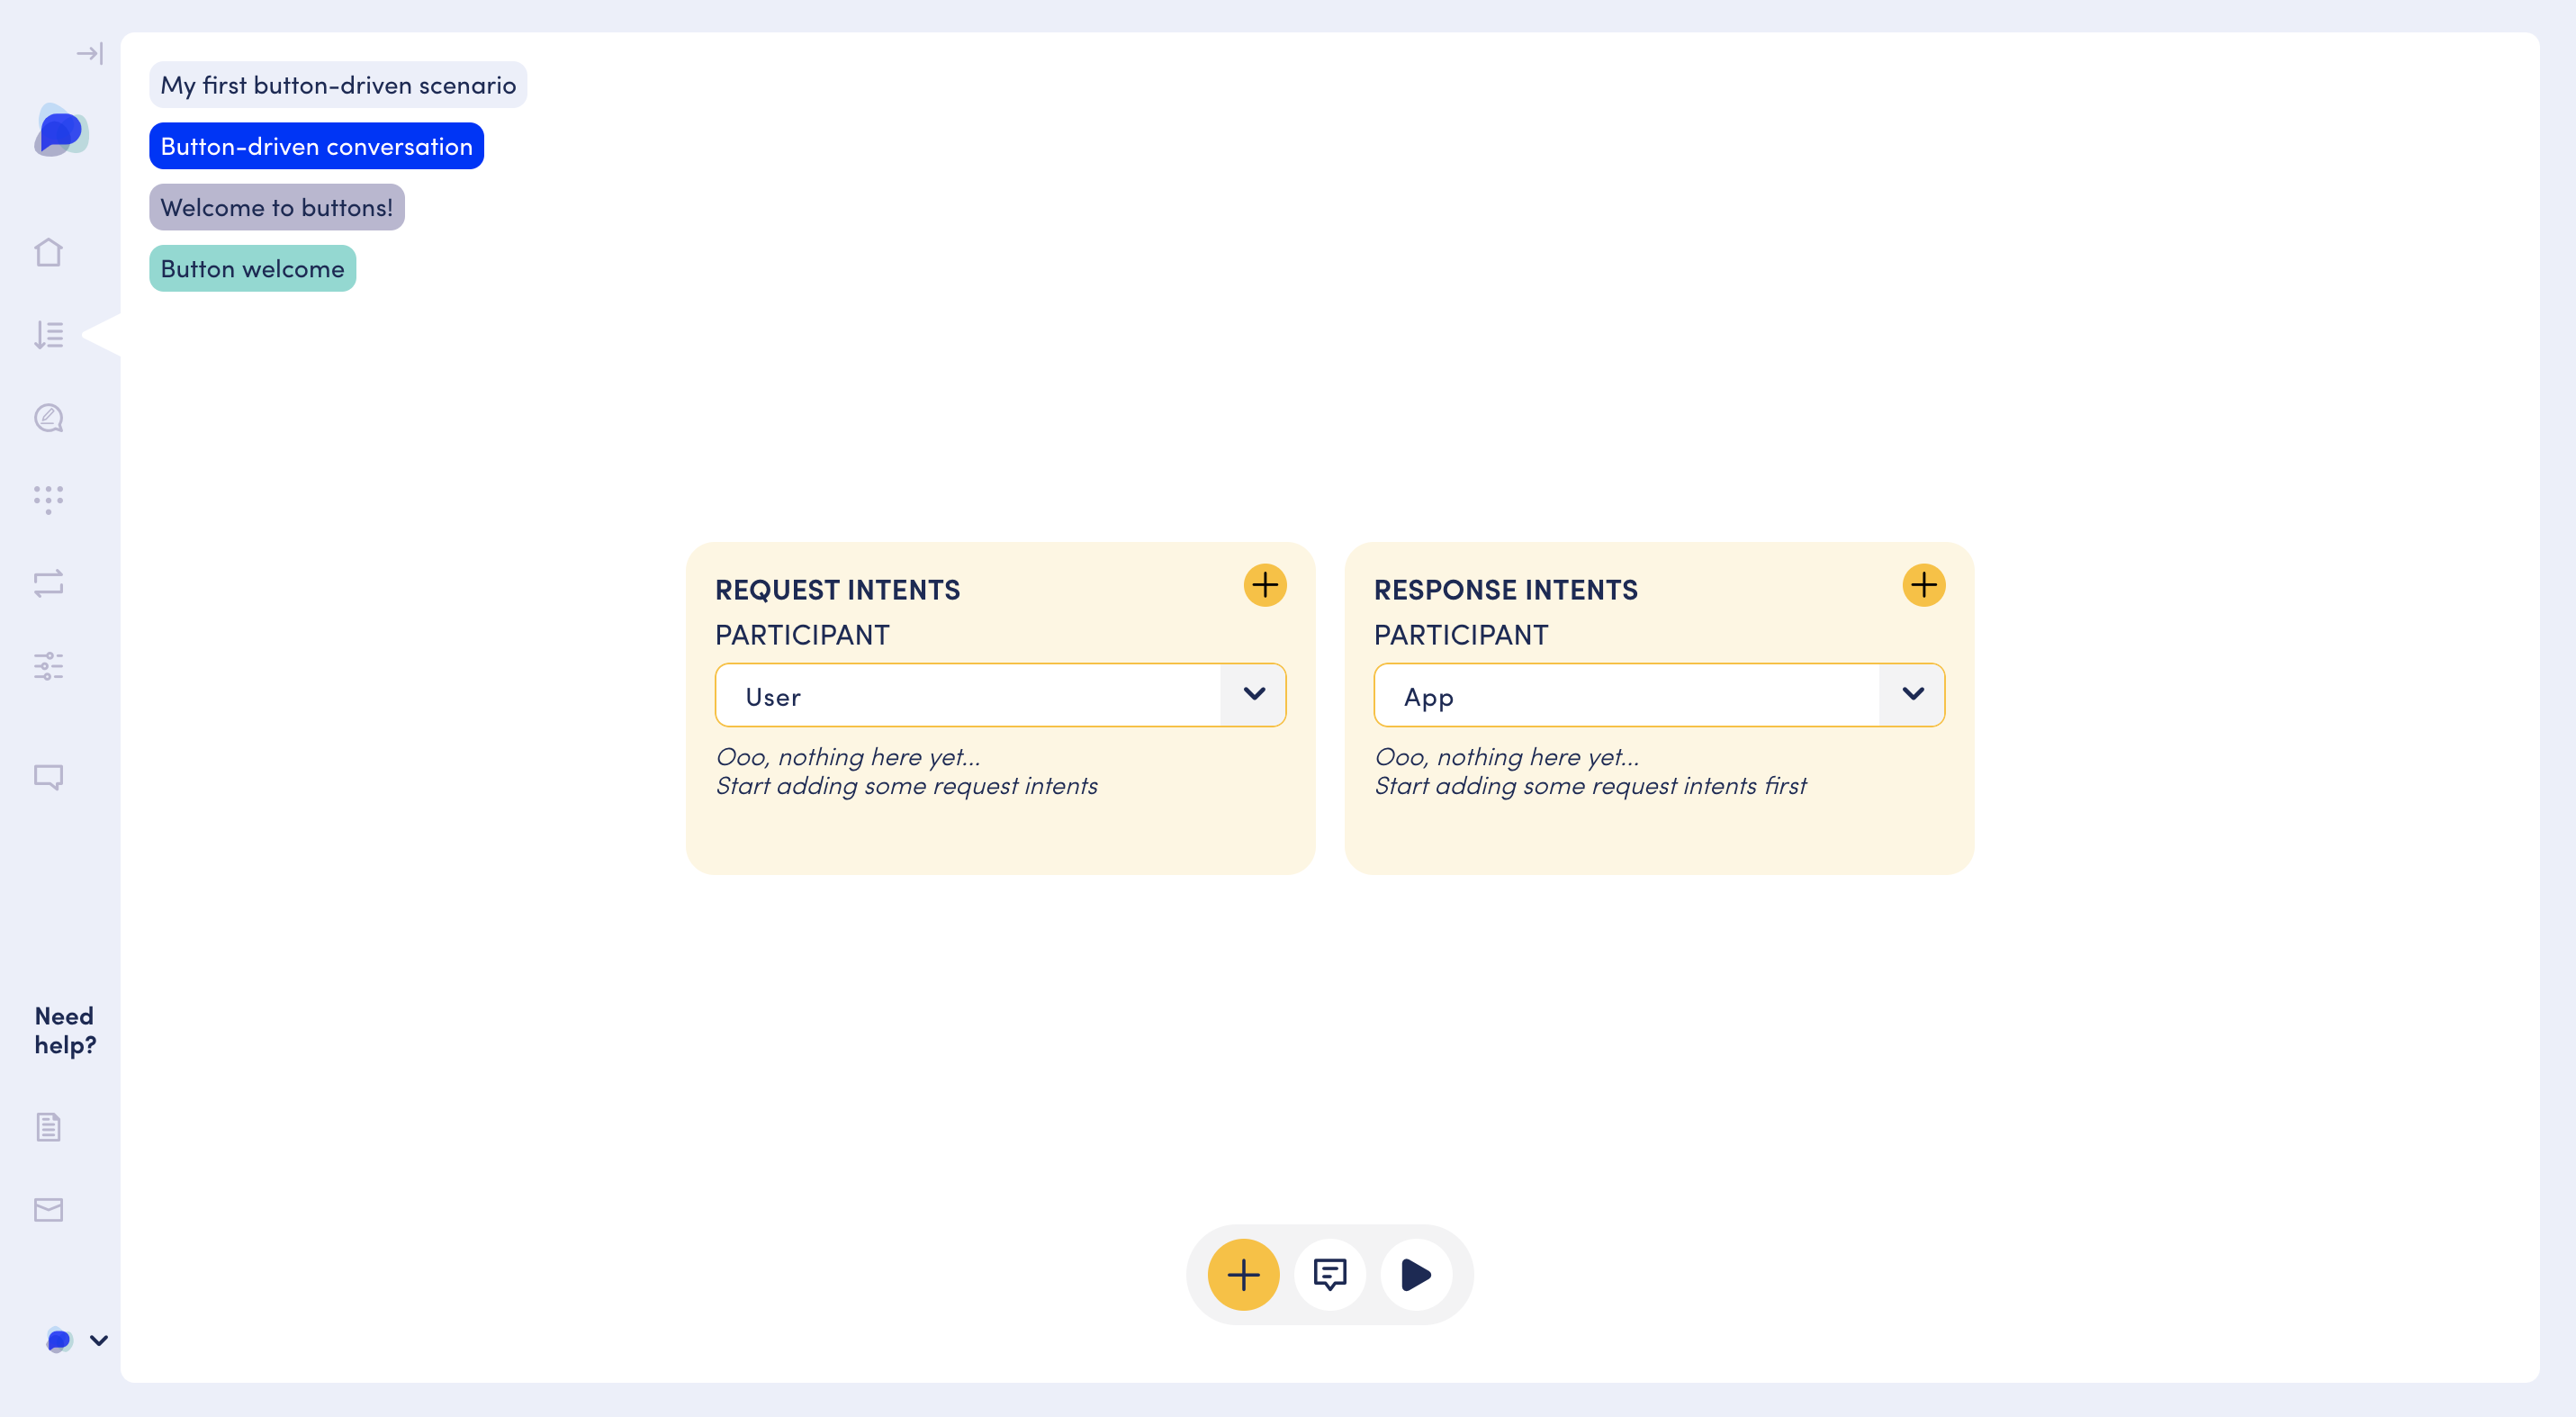 My first button-driven scenario
Button-driven conversation
Welcome to buttons!
Button welcome
REQUEST INTENTS
PARTICIPANT
User
Ooo, nothing here yet...
Start adding some request intents
RESPONSE INTENTS
PARTICIPANT
App
Ooo, nothing here yet...
Start adding some request intents first
Need
help?